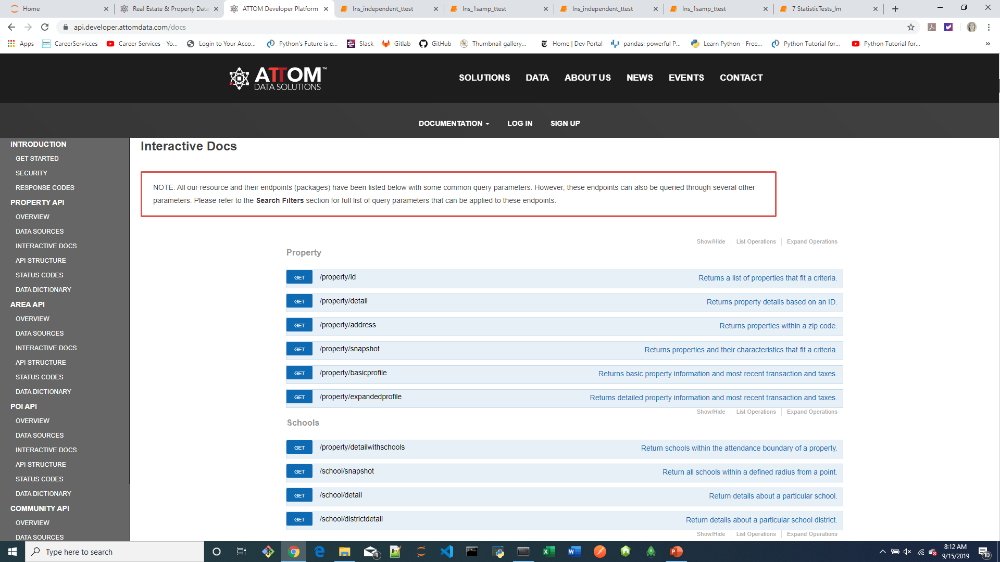 Home
Real Estate & Property Data
ATTOM Developer Platform
Ins_independent_ttest
Ins_1samp_ttest
Ins_independent_ttest
Ins_1samp_ttest
7 StatisticTests_lm
api.developer.attomdata.com/docs
Apps
CareerServicces
Career Services - Yo...
Login to Your Acco...
Python's Future is e...
Slack
Gitlab
GitHub
Thumbnail gallery...
Home | Dev Portal
pandas: powerful P...
Learn Python - Free...
Python Tutorial for...
Python Tutorial for...
»
ATTOM™
DATA SOLUTIONS
SOLUTIONS
DATA
ABOUT US
NEWS
EVENTS
CONTACT
DOCUMENTATION
LOG IN
SIGN UP
INTRODUCTION
GET STARTED
SECURITY
RESPONSE CODES
PROPERTY API
OVERVIEW
DATA SOURCES
INTERACTIVE DOCS
API STRUCTURE
STATUS CODES
DATA DICTIONARY
AREA API
OVERVIEW
DATA SOURCES
INTERACTIVE DOCS
API STRUCTURE
STATUS CODES
DATA DICTIONARY
POI API
OVERVIEW
DATA SOURCES
INTERACTIVE DOCS
API STRUCTURE
STATUS CODES
DATA DICTIONARY
COMMUNITY API
OVERVIEW
DATA SOURCES
Interactive Docs
NOTE: All our resource and their endpoints (packages) have been listed below with some common query parameters. However, these endpoints can also be queried through several other
parameters. Please refer to the Search Filters section for full list of query parameters that can be applied to these endpoints.
Show/Hide List Operations Expand Operations
Property
GET /property/id Returns a list of properties that fit a criteria.
GET /property/detail Returns property details based on an ID.
GET /property/address Returns properties within a zip code.
GET /property/snapshot Returns properties and their characteristics that fit a criteria.
GET /property/basicprofile Returns basic property information and most recent transaction and taxes.
GET /property/expandedprofile Returns detailed property information and most recent transaction and taxes.
Show/Hide List Operations Expand Operations
Schools
GET /property/detailwithschools Return schools within the attendance boundary of a property.
GET /school/snapshot Return all schools within a defined radius from a point.
GET /school/detail Return details about a particular school.
GET /school/districtdetail Return details about a particular school district.
Show/Hide List Operations Expand Operations
Type here to search
1
8:12 AM
9/15/2019
10